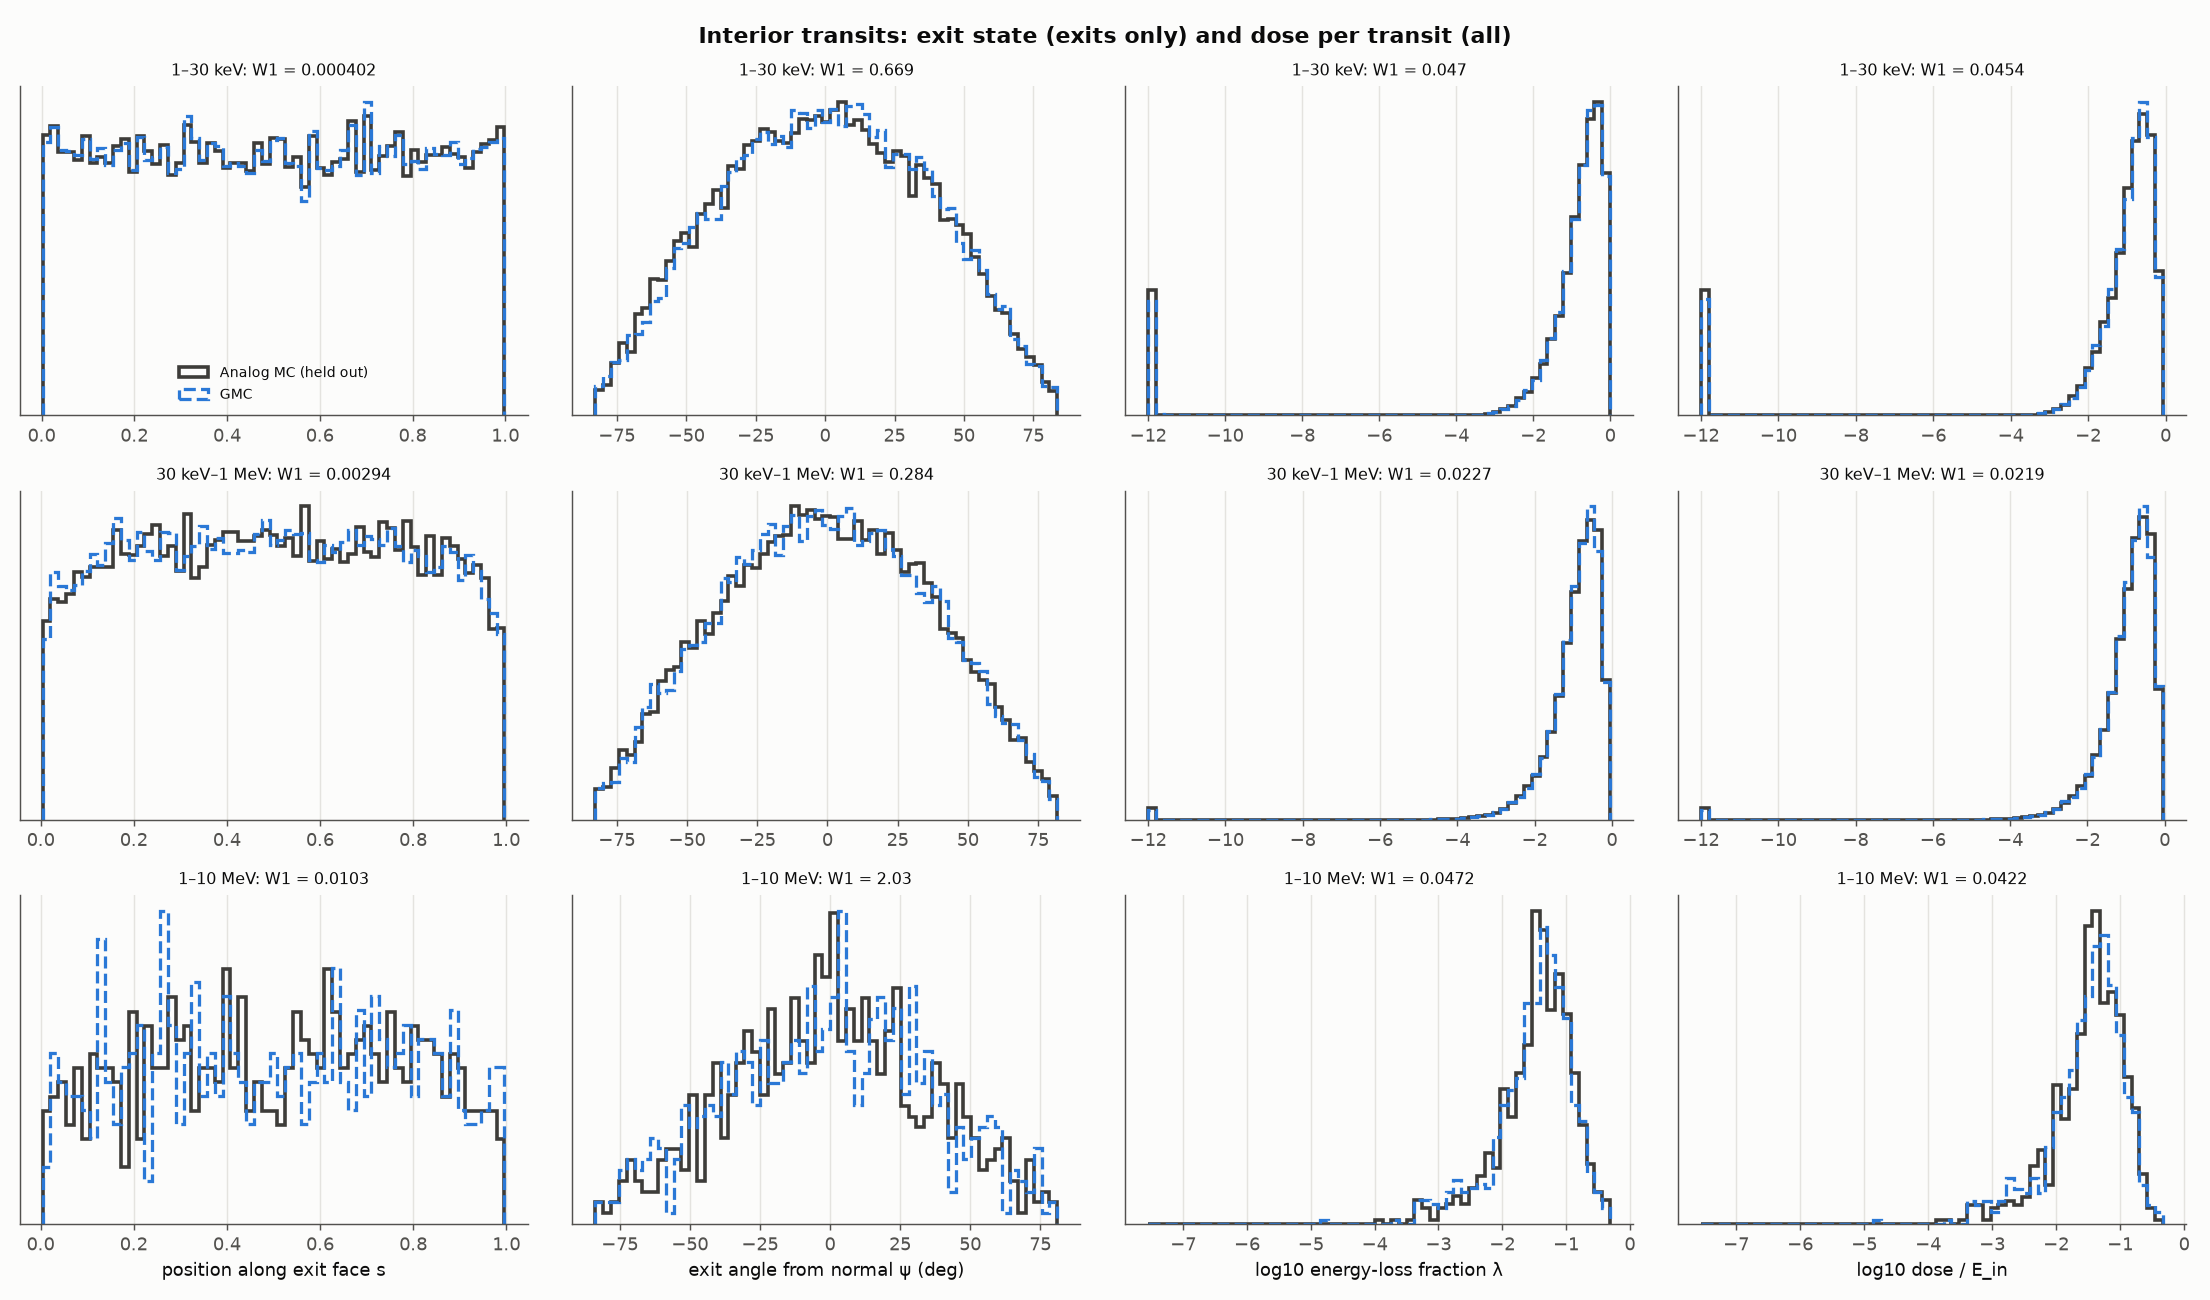 Interior transits: exit state (exits only) and dose per transit (all)
1–30 keV: W1 = 0.000402
1–30 keV: W1 = 0.669
1–30 keV: W1 = 0.047
1–30 keV: W1 = 0.0454
Analog MC (held out)
GMC
0.0 0.2 0.4 0.6 0.8 1.0
−75 −50 −25 0 25 50 75
−12 −10 −8 −6 −4 −2 0
−12 −10 −8 −6 −4 −2 0
30 keV–1 MeV: W1 = 0.00294
30 keV–1 MeV: W1 = 0.284
30 keV–1 MeV: W1 = 0.0227
30 keV–1 MeV: W1 = 0.0219
0.0 0.2 0.4 0.6 0.8 1.0
−75 −50 −25 0 25 50 75
−12 −10 −8 −6 −4 −2 0
−12 −10 −8 −6 −4 −2 0
1–10 MeV: W1 = 0.0103
1–10 MeV: W1 = 2.03
1–10 MeV: W1 = 0.0472
1–10 MeV: W1 = 0.0422
0.0 0.2 0.4 0.6 0.8 1.0
−75 −50 −25 0 25 50 75
−7 −6 −5 −4 −3 −2 −1 0
−7 −6 −5 −4 −3 −2 −1 0
position along exit face s
exit angle from normal ψ (deg)
log10 energy-loss fraction λ
log10 dose / E_in